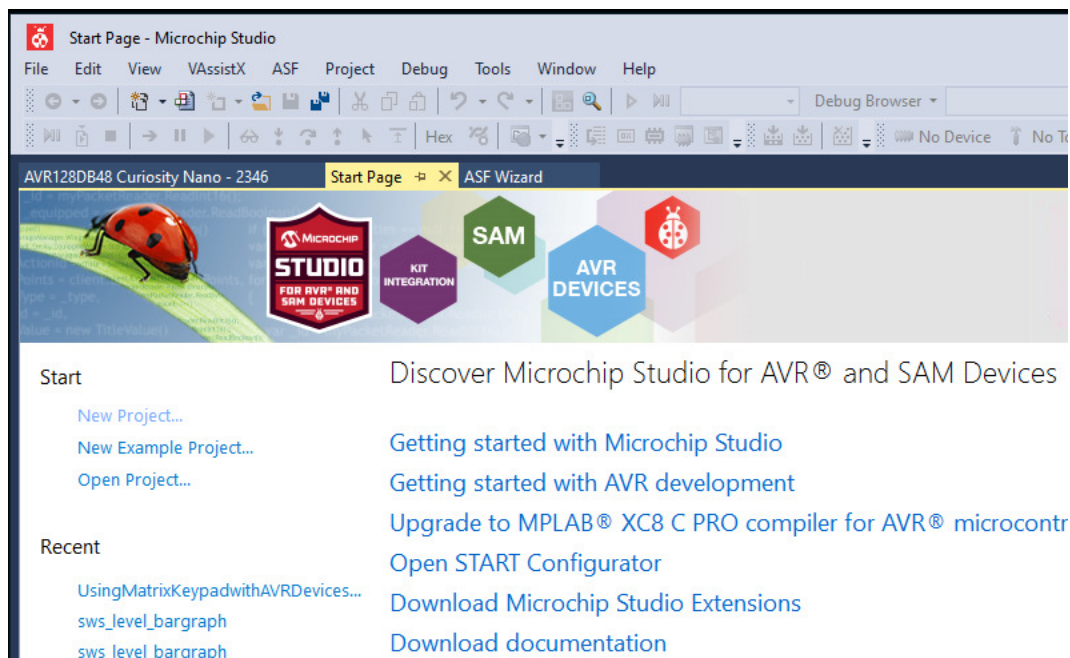 Start Page - Microchip Studio
File Edit View VAssistX ASF Project Debug Tools Window Help
Debug Browser
Hex No Device No
AVR128DB48 Curiosity Nano - 2346 Start Page ASF Wizard
MICROCHIP
STUDIO
FOR AVR® AND
SAM DEVICES
KIT
INTEGRATION
SAM
AVR
DEVICES
Start
New Project...
New Example Project...
Open Project...
Recent
UsingMatrixKeypadwithAVRDevices...
sws_level_bargraph
sws_level_bargraph
Discover Microchip Studio for AVR® and SAM Devices
Getting started with Microchip Studio
Getting started with AVR development
Upgrade to MPLAB® XC8 C PRO compiler for AVR® microcontr
Open START Configurator
Download Microchip Studio Extensions
Download documentation